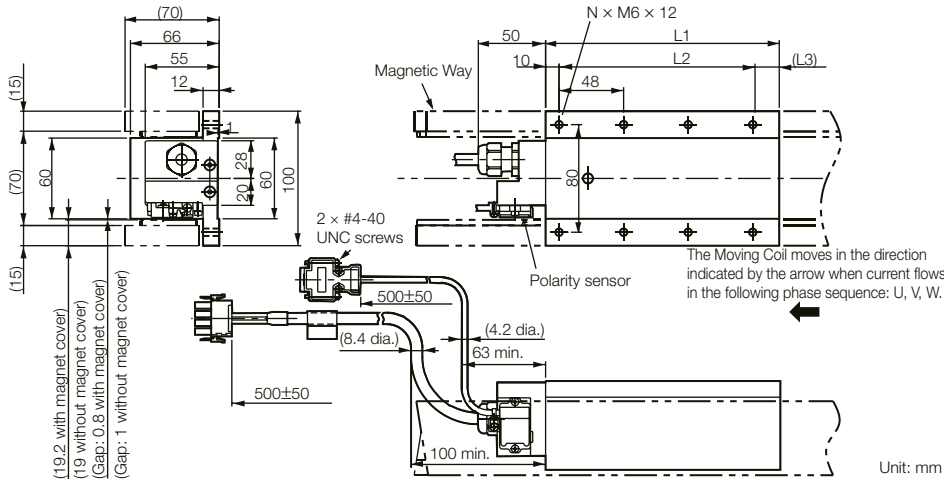 (70)
66
55
12
(15)
(70)
60
(15)
1
28
20
60
100
(19.2 with magnet cover)
(19 without magnet cover)
(Gap: 0.8 with magnet cover)
(Gap: 1 without magnet cover)
N × M6 × 12
50
L1
10
L2
(L3)
48
Magnetic Way
80
2 × #4-40
UNC screws
Polarity sensor
The Moving Coil moves in the direction
indicated by the arrow when current flows
in the following phase sequence: U, V, W.
500±50
(4.2 dia.)
(8.4 dia.)
63 min.
500±50
100 min.
Unit: mm